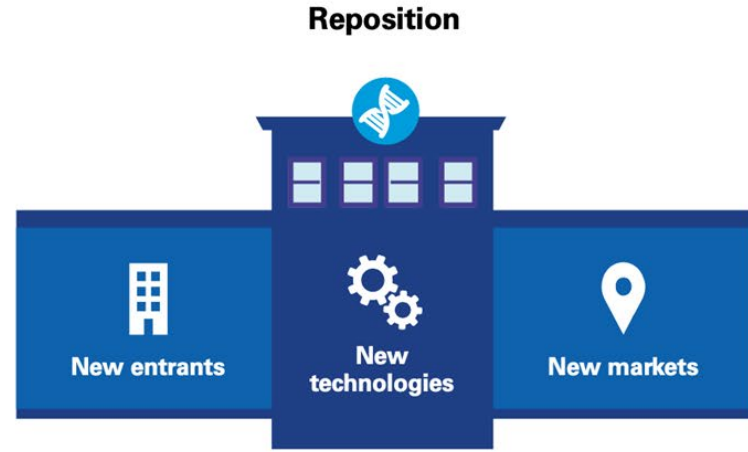 Reposition
New entrants
New
technologies
New markets